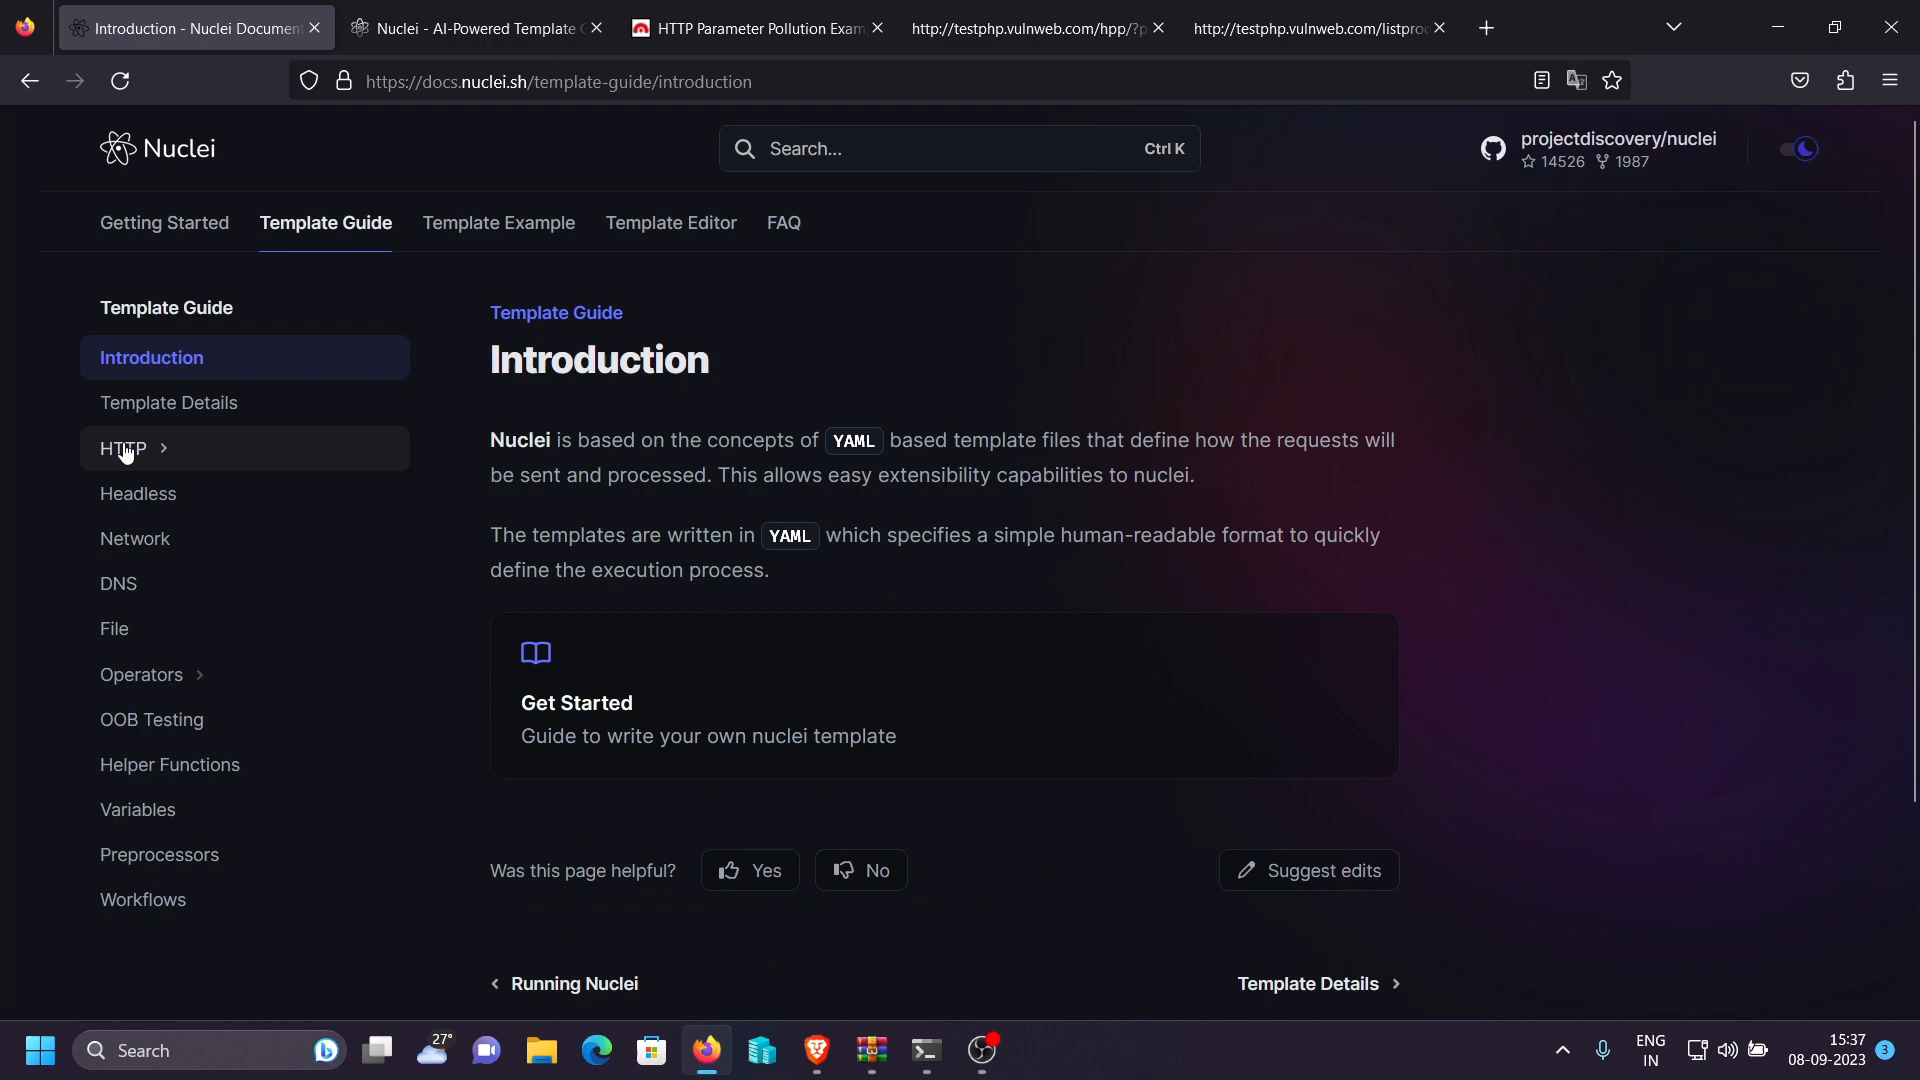 Introduction - Nuclei Documen
Nuclei - AI-Powered Template
HTTP Parameter Pollution Exam
http://testphp.vulnweb.com/hpp/?p
http://testphp.vulnweb.com/listproc
https://docs.nuclei.sh/template-guide/introduction
Nuclei
Search...
Ctrl K
projectdiscovery/nuclei
14526 1987
Getting Started
Template Guide
Template Example
Template Editor
FAQ
Template Guide
Introduction
Template Details
HTTP
Headless
Network
DNS
File
Operators
OOB Testing
Helper Functions
Variables
Preprocessors
Workflows
Template Guide
Introduction
Nuclei is based on the concepts of YAML based template files that define how the requests will
be sent and processed. This allows easy extensibility capabilities to nuclei.
The templates are written in YAML which specifies a simple human-readable format to quickly
define the execution process.
Get Started
Guide to write your own nuclei template
Was this page helpful?
Yes
No
Suggest edits
Running Nuclei
Template Details
Search
27°
ENG
IN
15:37
08-09-2023
3